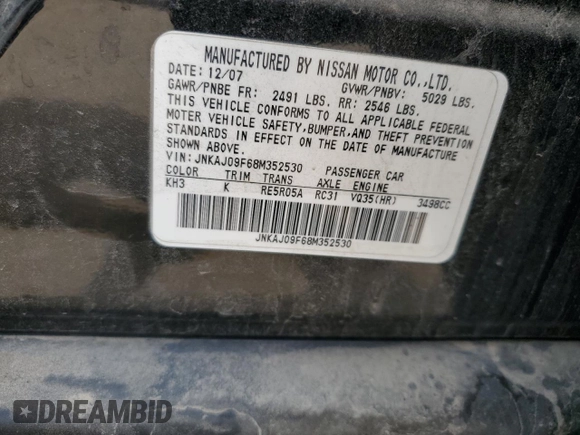 MANUFACTURED BY NISSAN MOTOR CO.,LTD.
DATE: 12/07 GVWR/PNBV: 5029 LBS.
GAWR/PNBE FR: 2491 LBS. RR: 2546 LBS.
THIS VEHICLE CONFORMS TO ALL APPLICABLE FEDERAL
MOTOR VEHICLE SAFETY,BUMPER,AND THEFT PREVENTION
STANDARDS IN EFFECT ON THE DATE OF MANUFACTURE
SHOWN ABOVE.
VIN: JNKAJ09F68M352530 PASSENGER CAR
COLOR TRIM TRANS AXLE ENGINE
KH3 K RE5R05A RC31 VQ35(HR) 3498CC
JNKAJ09F68M352530
DREAMBID